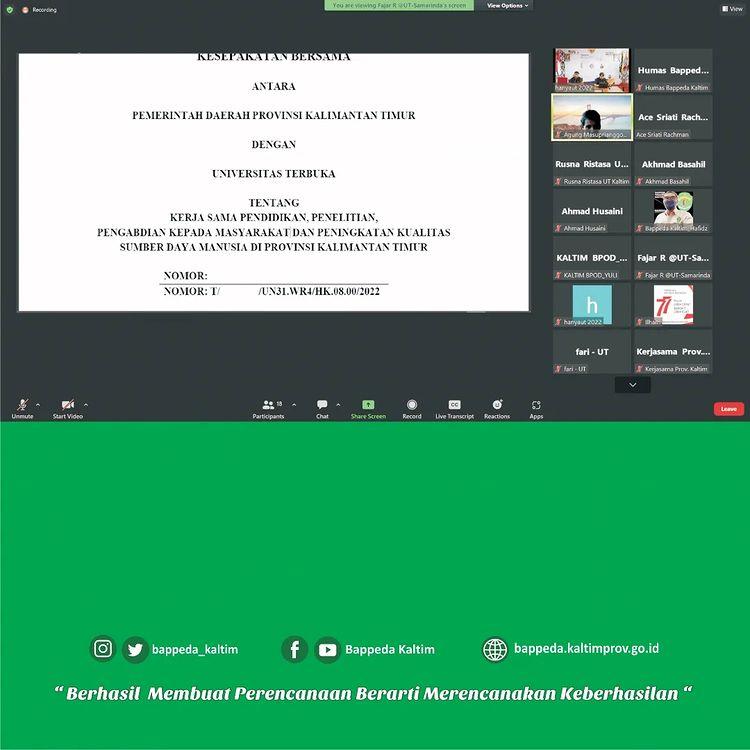 Recording
You are viewing Fajar R @UT-Samarinda's screen
View Options
View
KESEPAKATAN BERSAMA
ANTARA
PEMERINTAH DAERAH PROVINSI KALIMANTAN TIMUR
DENGAN
UNIVERSITAS TERBUKA
TENTANG
KERJA SAMA PENDIDIKAN, PENELITIAN,
PENGABDIAN KEPADA MASYARAKAT DAN PENINGKATAN KUALITAS
SUMBER DAYA MANUSIA DI PROVINSI KALIMANTAN TIMUR
NOMOR:
NOMOR: T/ /UN31.WR4/HK.08.00/2022
hanyaut 2022
Humas Bapped...
Humas Bappeda Kaltim
Agung Masuprianggo...
Ace Sriati Rach...
Ace Sriati Rachman
Rusna Ristasa U...
Rusna Ristasa UT Kaltim
Akhmad Basahil
Akhmad Basahil
Ahmad Husaini
Ahmad Husaini
Bappeda Kaltim_Hafidz
KALTIM BPOD_...
KALTIM BPOD_YULI
Fajar R @UT-Sa...
Fajar R @UT-Samarinda
h
hanyaut 2022
77
Ilham
fari - UT
fari - UT
Kerjasama Prov....
Kerjasama Prov. Kaltim
Unmute
Start Video
Participants
18
Chat
Share Screen
Record
CC
Live Transcript
Reactions
Apps
Leave
bappeda_kaltim
Bappeda Kaltim
bappeda.kaltimprov.go.id
“ Berhasil Membuat Perencanaan Berarti Merencanakan Keberhasilan “